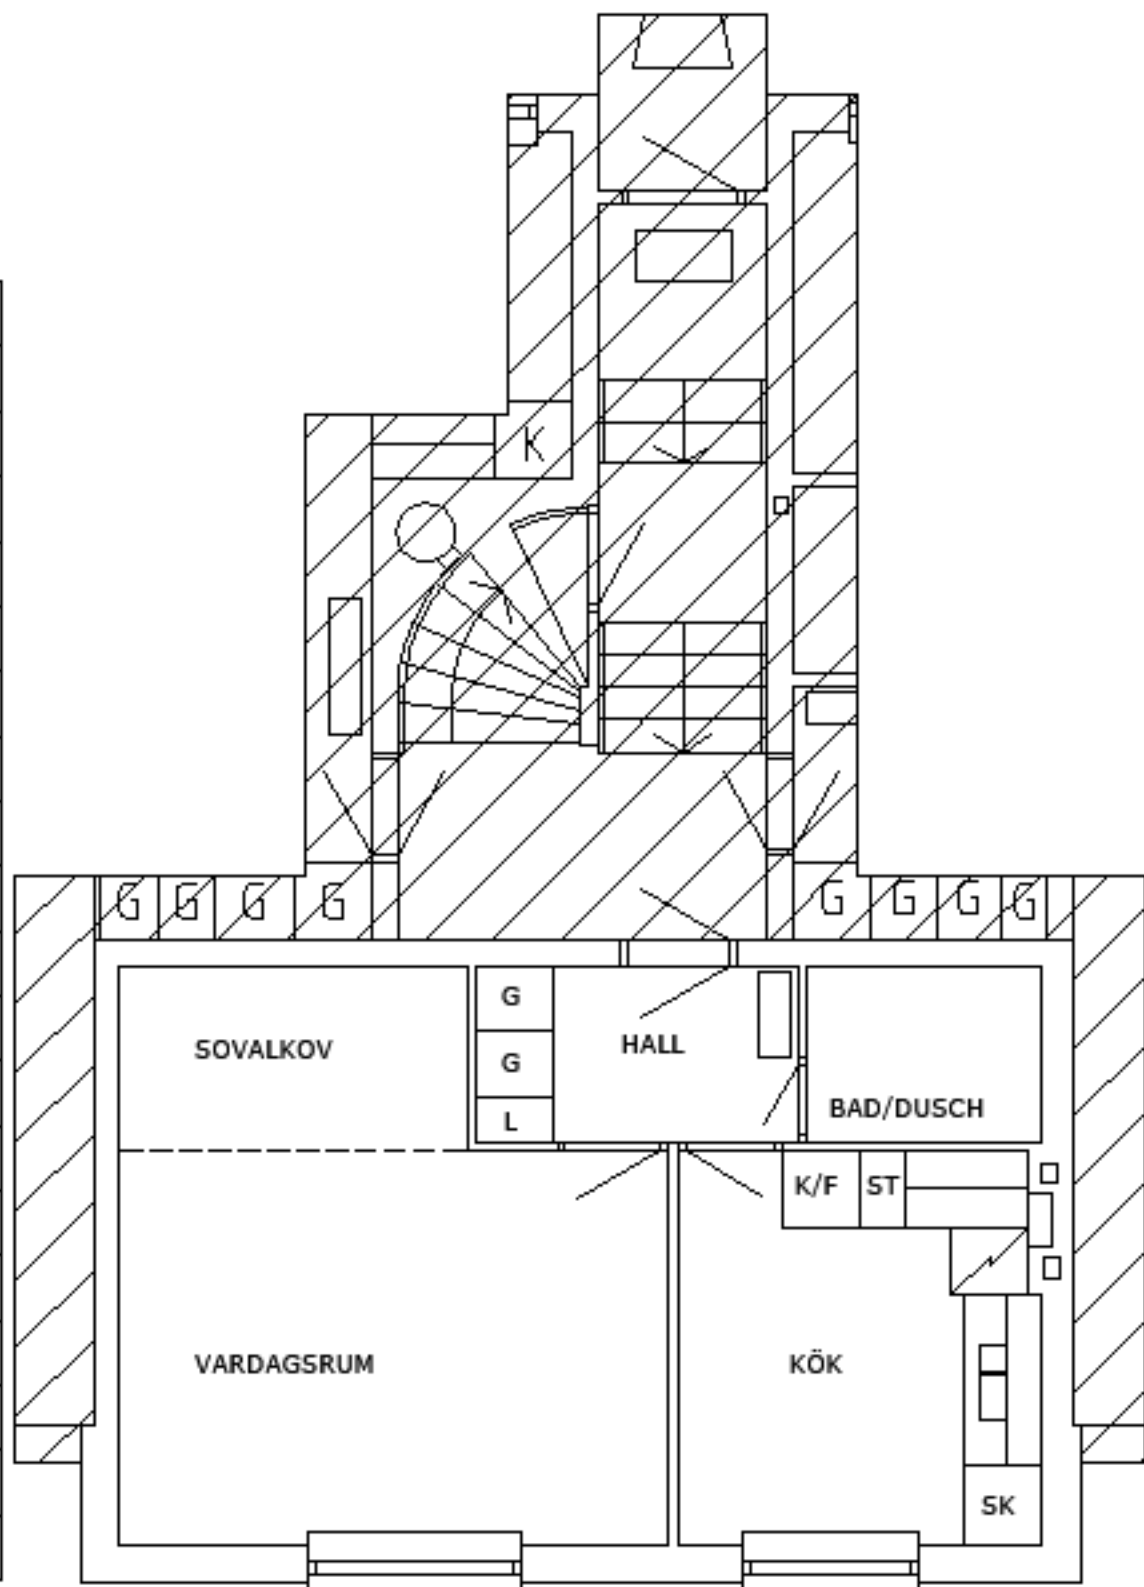 K
G G G G
G G G G
G
SOVALKOV
HALL
G
BAD/DUSCH
L
K/F ST
VARDAGSRUM
KÖK
SK